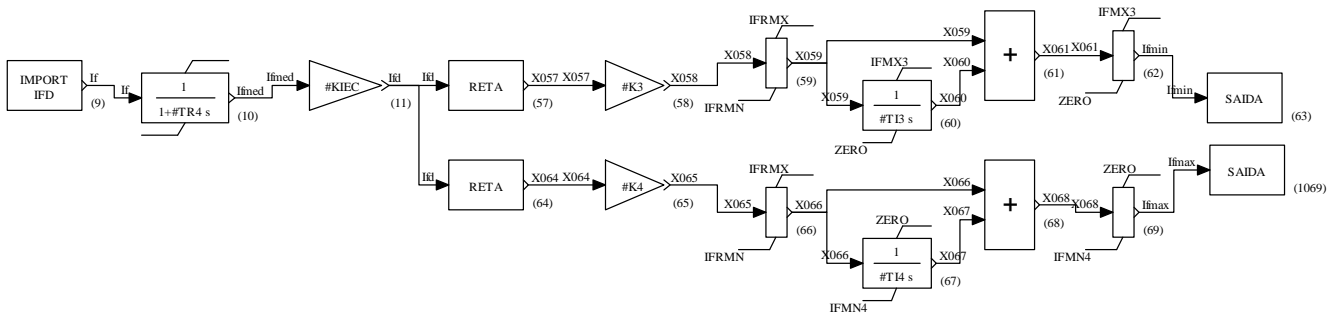 IFRMX
IFMX3
X059
IMPORT
IFD
If
(9)
If
1
1+#TR4 s
Ifmed
(10)
Ifmed
#KIEC
Ifd
(11)
Ifd
RETA
X057
(57)
X057
#K3
X058
(58)
X058
IFRMN
X059
(59)
IFMX3
X059
1
#TI3 s
ZERO
X060
(60)
X060
+
X061
(61)
X061
Ifmin
(62)
ZERO
Ifmin
SAIDA
(63)
Ifd
RETA
X064
(64)
X064
#K4
X065
(65)
IFRMX
X065
IFRMN
X066
(66)
ZERO
X066
1
#TI4 s
IFMN4
X067
(67)
X066
X067
+
X068
(68)
X068
ZERO
IFMN4
Ifmax
(69)
Ifmax
SAIDA
(1069)